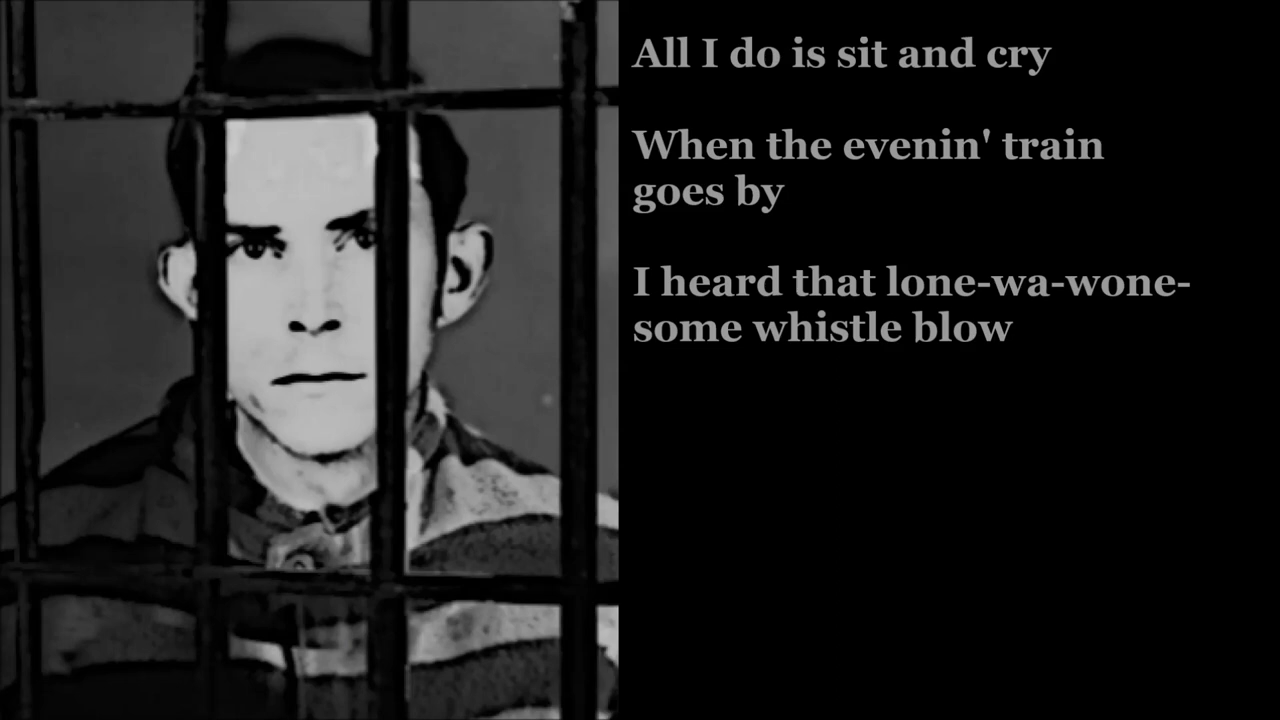 All I do is sit and cry
When the evenin' train
goes by
I heard that lone-wa-wone-
some whistle blow